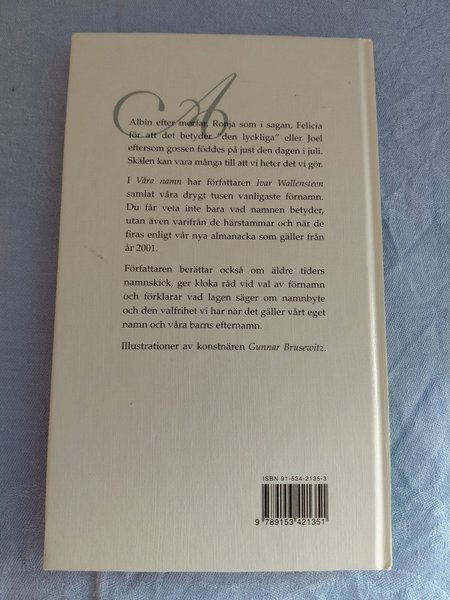 A
Albin efter morfar, Ronja som i sagan, Felicia
för att det betyder "den lyckliga" eller Joel
eftersom gossen föddes på just den dagen i juli.
Skälen kan vara många till att vi heter det vi gör.
I Våra namn har författaren Ivar Wallensteen
samlat våra drygt tusen vanligaste förnamn.
Du får veta inte bara vad namnen betyder,
utan även varifrån de härstammar och när de
firas enligt vår nya almanacka som gäller från
år 2001.
Författaren berättar också om äldre tiders
namnskick, ger kloka råd vid val av förnamn
och förklarar vad lagen säger om namnbyte
och den valfrihet vi har när det gäller vårt eget
namn och våra barns efternamn.
Illustrationer av konstnären Gunnar Brusewitz.
ISBN 91-534-2135-3
9 789153 421351